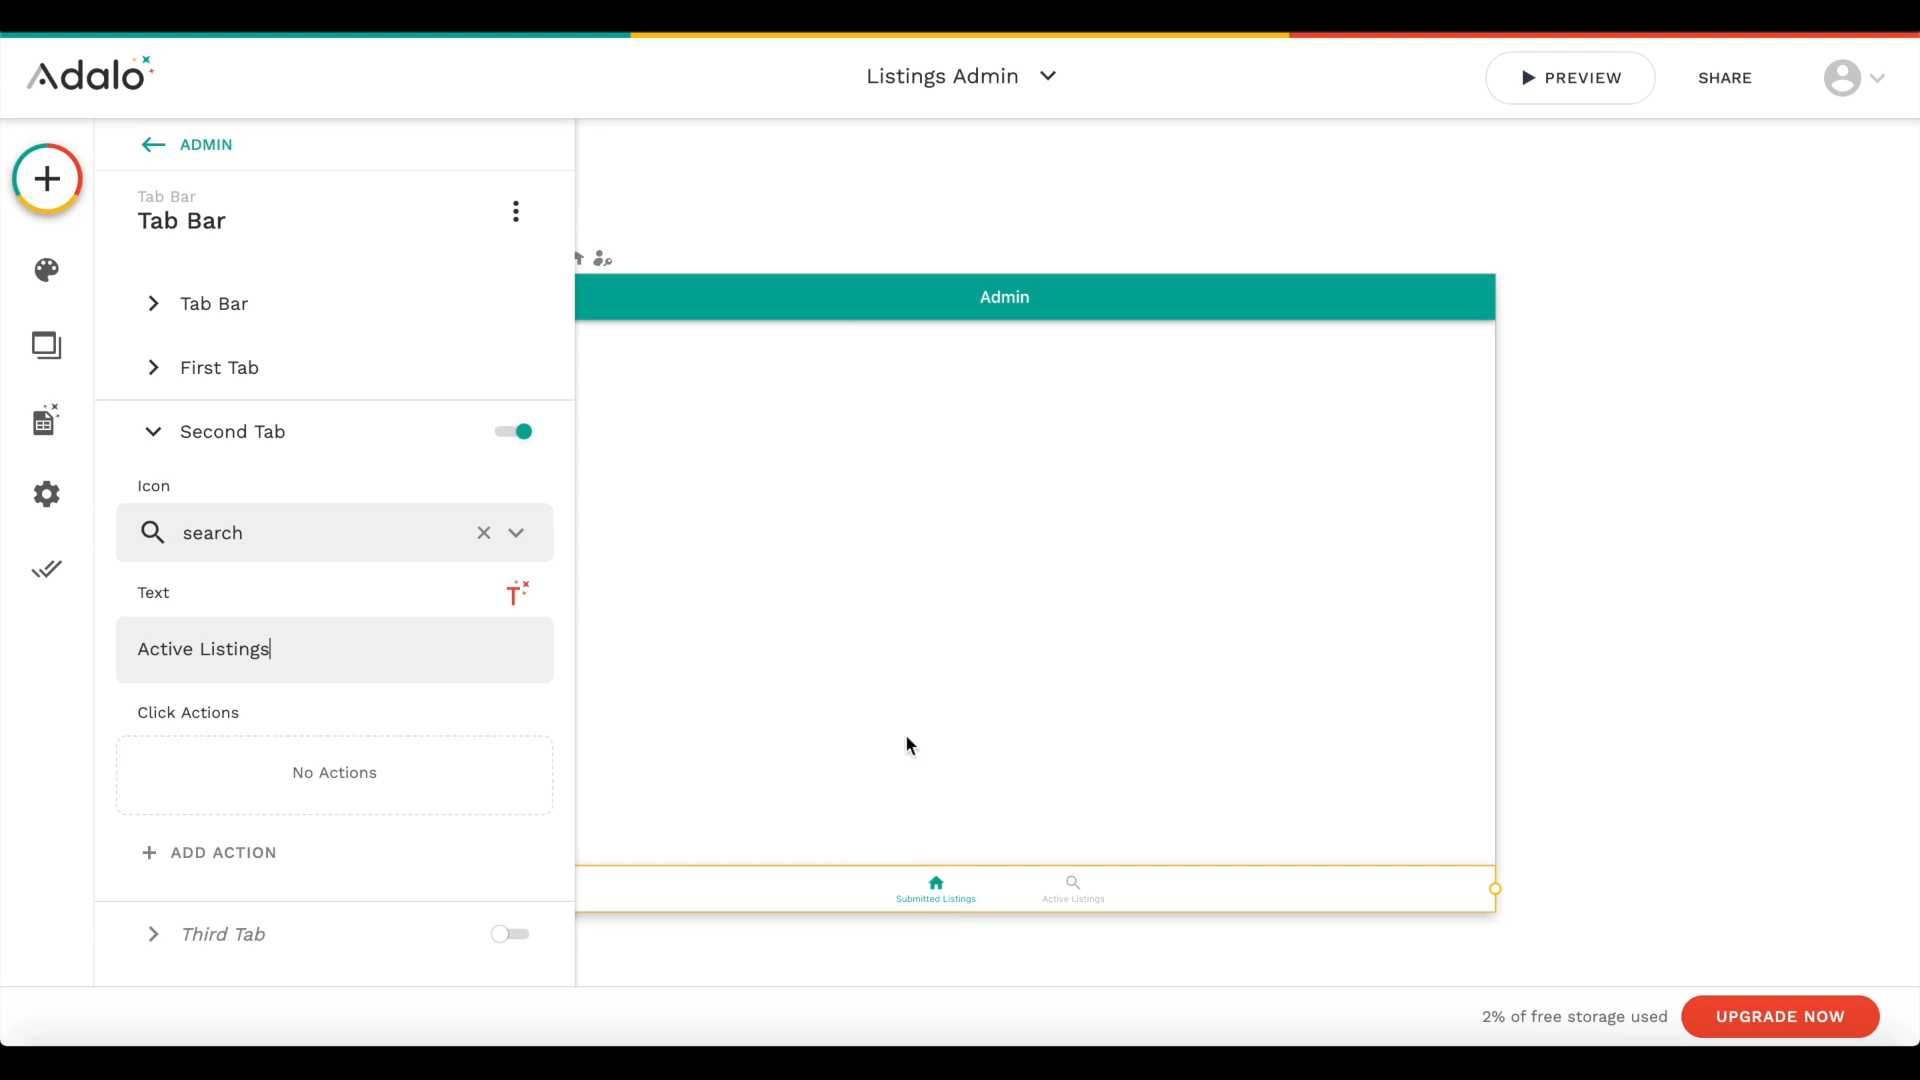 Adalo
Listings Admin
PREVIEW
SHARE
ADMIN
Tab Bar
Tab Bar
Tab Bar
First Tab
Second Tab
Icon
search
Text
Active Listings
Click Actions
No Actions
+ ADD ACTION
Third Tab
Admin
Submitted Listings
Active Listings
2% of free storage used
UPGRADE NOW